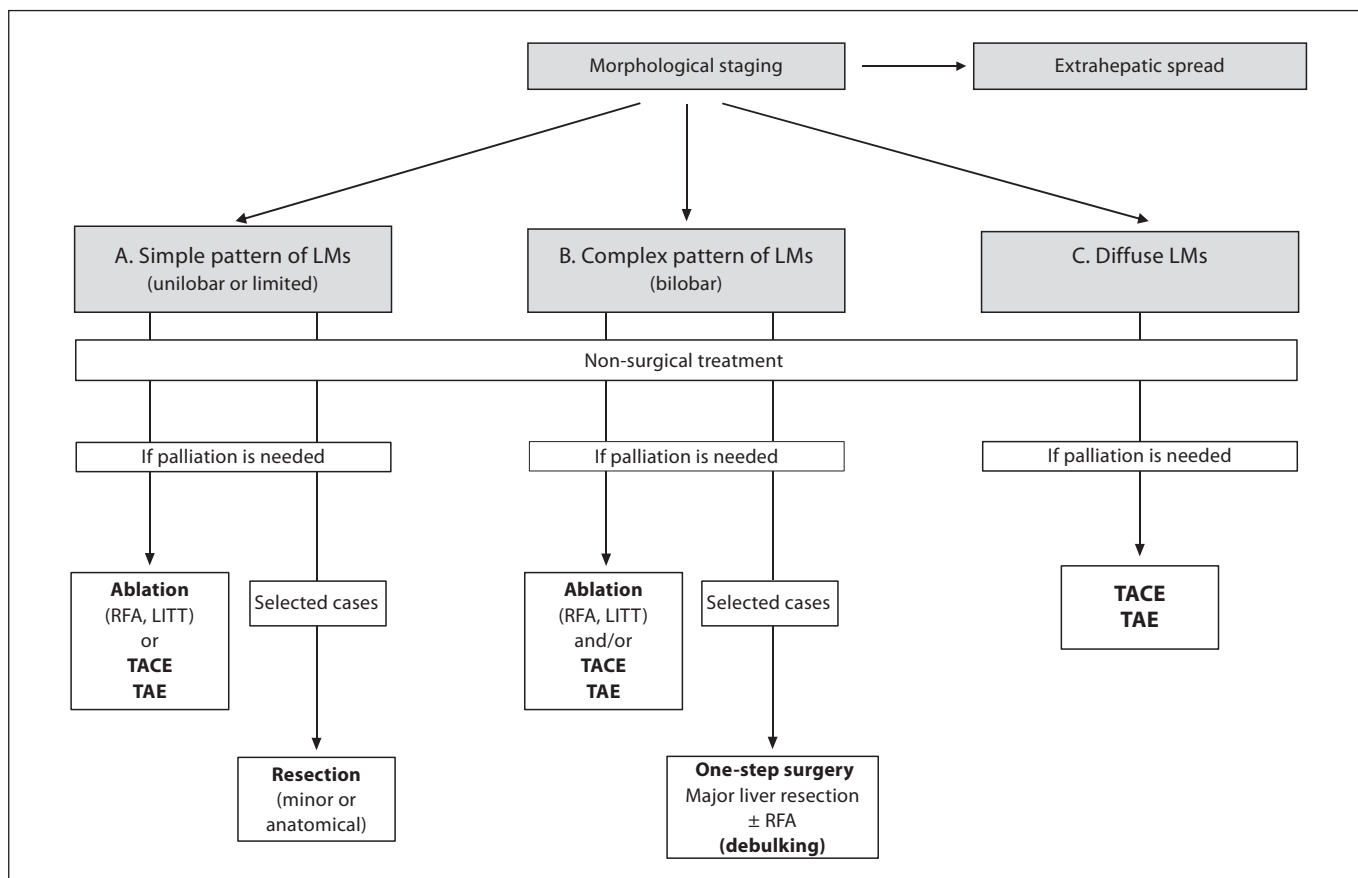 Morphological staging
Extrahepatic spread
A. Simple pattern of LMs
(unilobar or limited)
B. Complex pattern of LMs
(bilobar)
C. Diffuse LMs
Non-surgical treatment
If palliation is needed
If palliation is needed
If palliation is needed
Ablation
(RFA, LITT)
or
TACE
TAE
Selected cases
Ablation
(RFA, LITT)
and/or
TACE
TAE
Selected cases
TACE
TAE
Resection
(minor or
anatomical)
One-step surgery
Major liver resection
± RFA
(debulking)